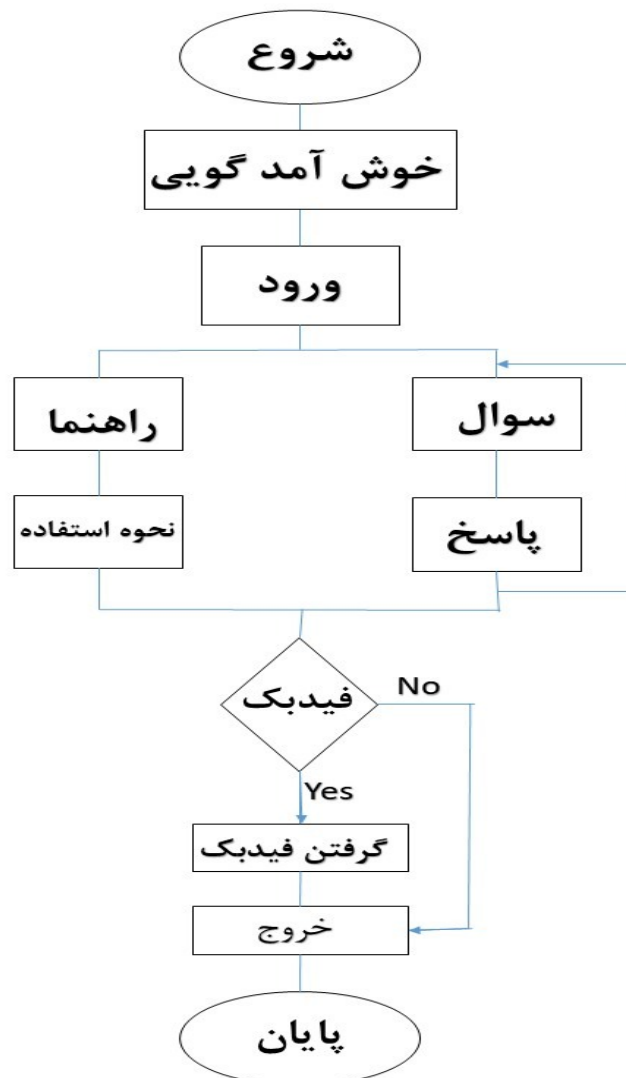 شروع
خوش آمد گویی
ورود
راهنما
سوال
نحوه استفاده
پاسخ
فیدبک
No
Yes
گرفتن فیدبک
خروج
پایان